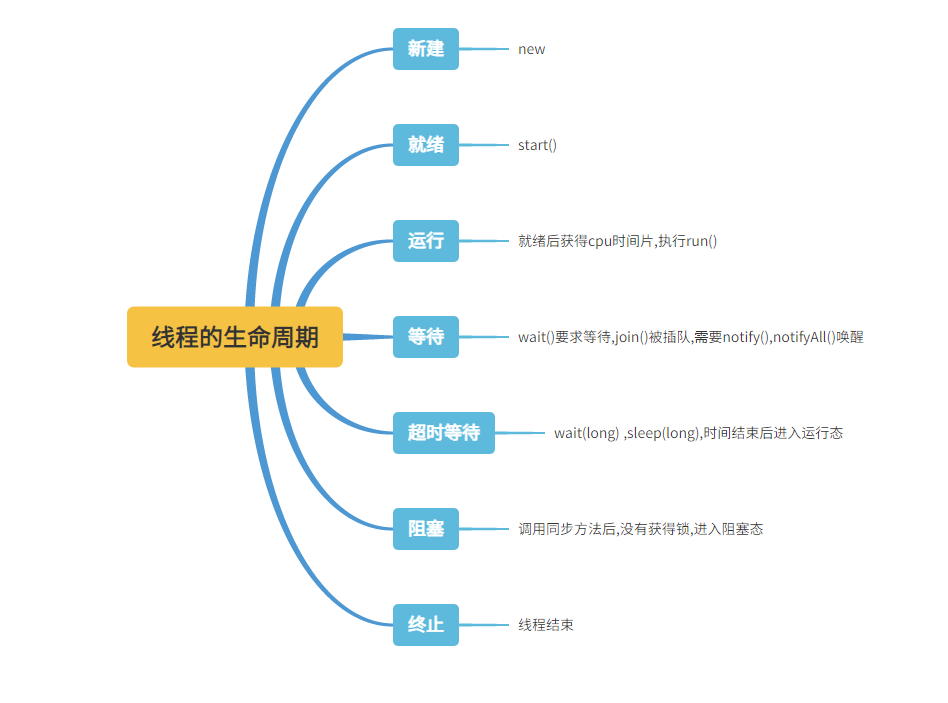 新建
new
就绪
start()
运行
就绪后获得cpu时间片,执行run()
线程的生命周期
等待
wait()要求等待,join()被插队,需要notify(),notifyAll()唤醒
超时等待
wait(long) ,sleep(long),时间结束后进入运行态
阻塞
调用同步方法后,没有获得锁,进入阻塞态
终止
线程结束